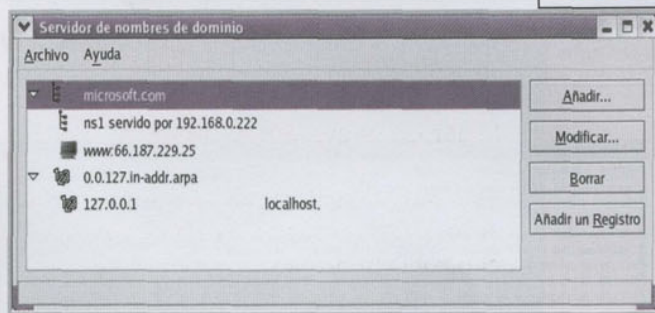 Servidor de nombres de dominio
Archivo Ayuda
microsoft.com
ns1 servido por 192.168.0.222
www:66.187.229.25
0.0.127.in-addr.arpa
127.0.0.1 localhost.
Añadir...
Modificar...
Borrar
Añadir un Registro